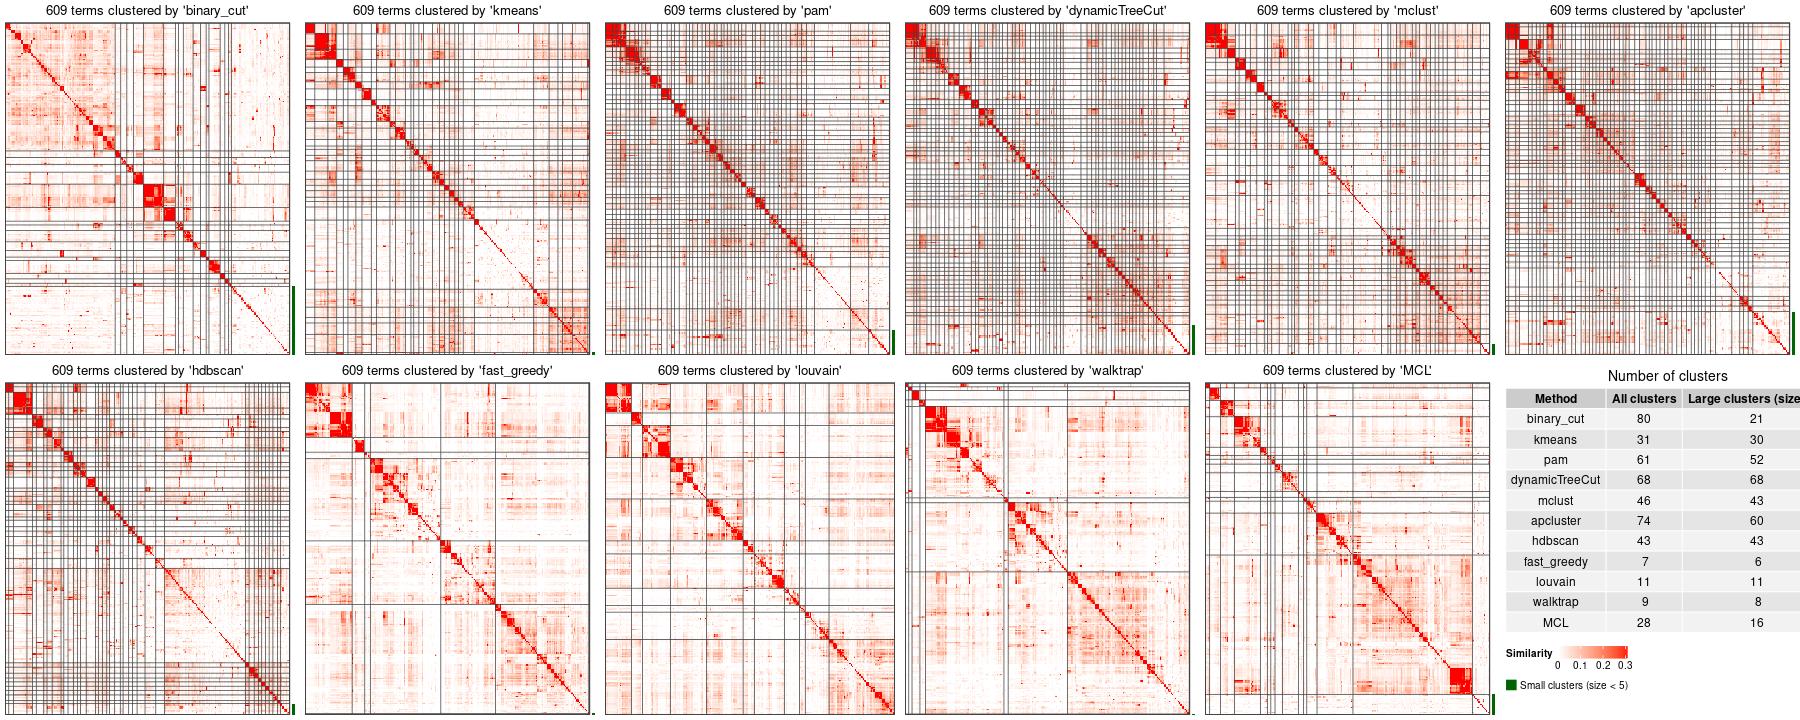 609 terms clustered by 'binary_cut'
609 terms clustered by 'kmeans'
609 terms clustered by 'pam'
609 terms clustered by 'dynamicTreeCut'
609 terms clustered by 'mclust'
609 terms clustered by 'apcluster'
609 terms clustered by 'hdbscan'
609 terms clustered by 'fast_greedy'
609 terms clustered by 'louvain'
609 terms clustered by 'walktrap'
609 terms clustered by 'MCL'
Number of clusters
Method All clusters Large clusters (size
binary_cut 80 21
kmeans 31 30
pam 61 52
dynamicTreeCut 68 68
mclust 46 43
apcluster 74 60
hdbscan 43 43
fast_greedy 7 6
louvain 11 11
walktrap 9 8
MCL 28 16
Similarity
0 0.1 0.2 0.3
Small clusters (size < 5)